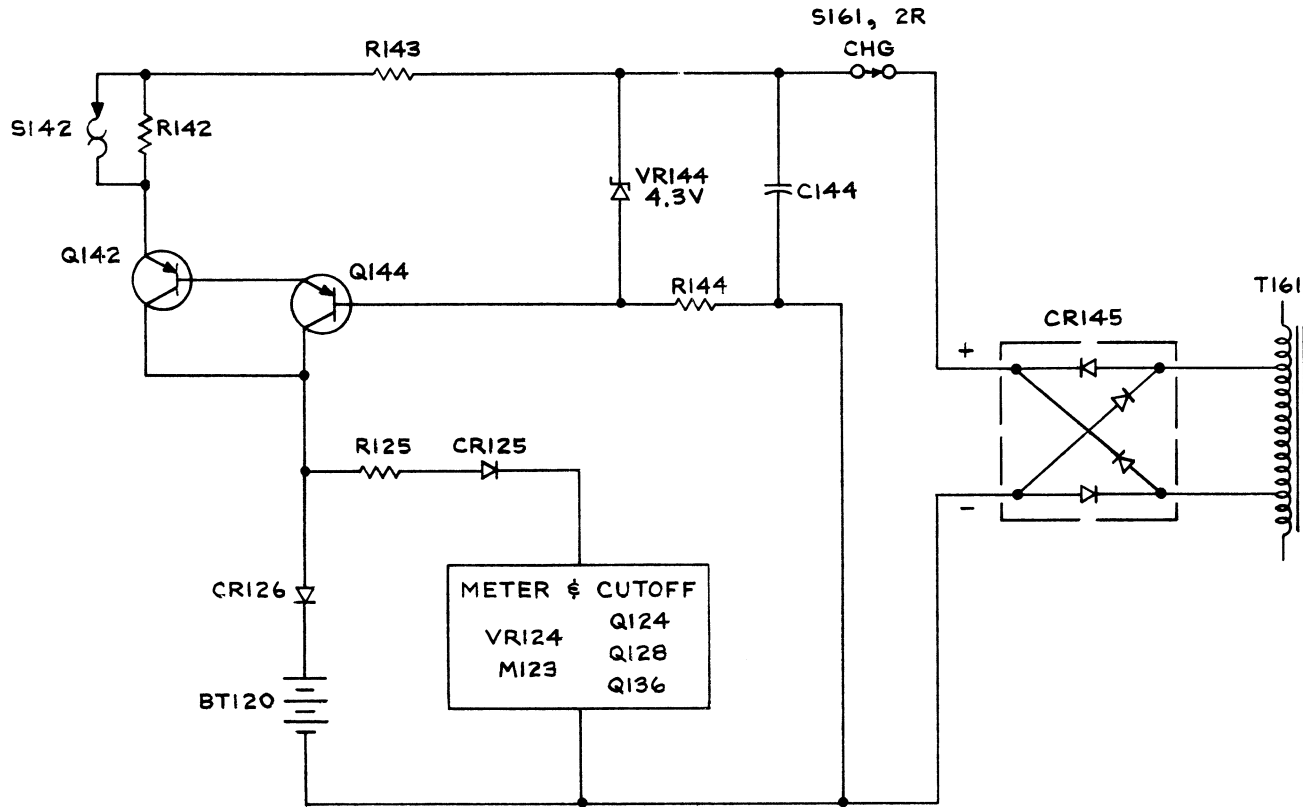 S161, 2R
CHG
R143
S142
R142
VR144
4.3V
C144
Q142
Q144
R144
T161
CR145
+
R125
CR125
−
CR126
METER & CUTOFF
Q124
VR124
Q128
M123
Q136
BT120